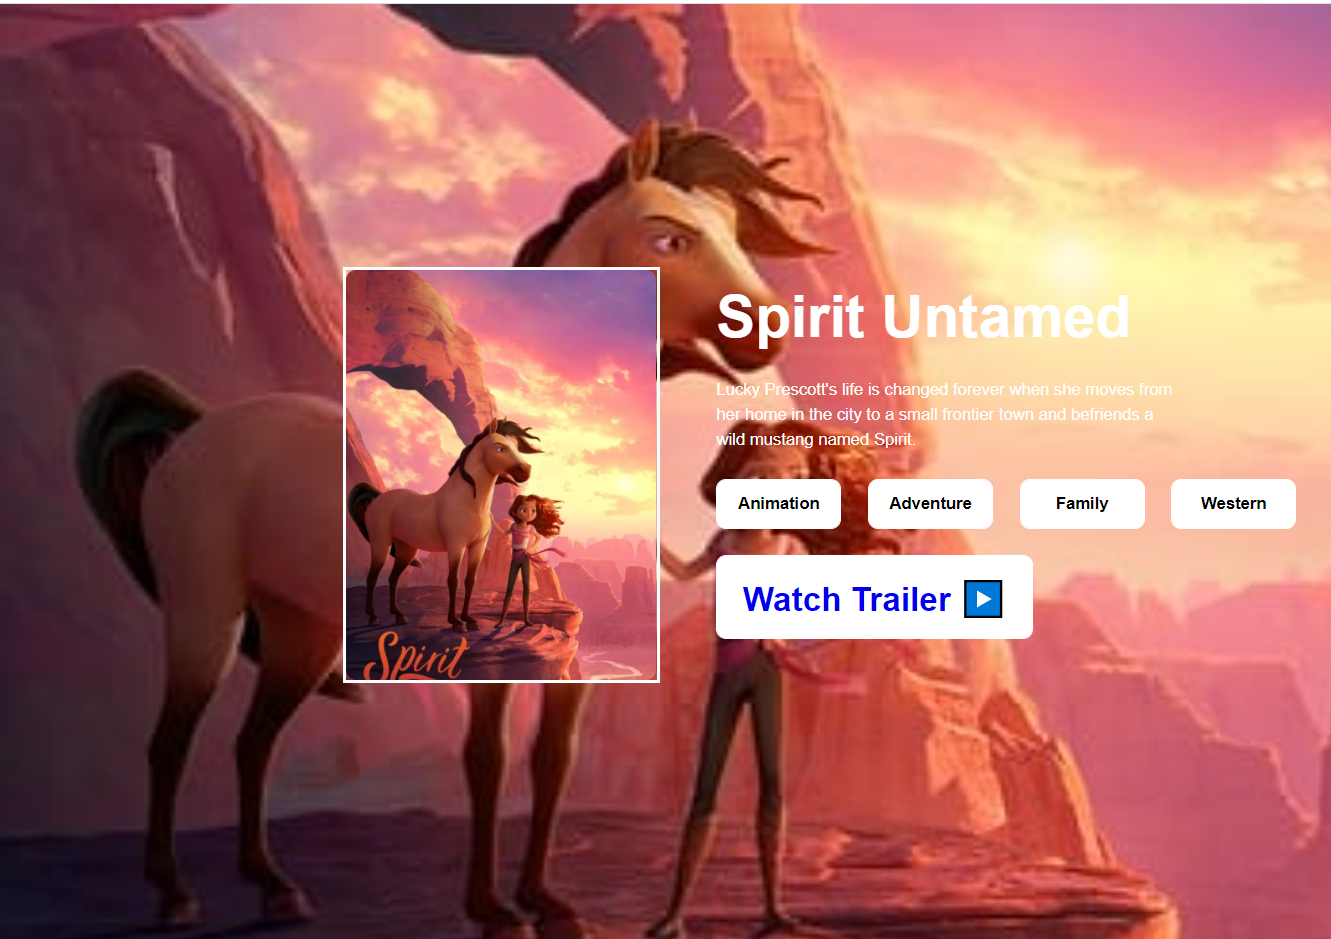 Spirit Untamed
Lucky Prescott's life is changed forever when she moves from
her home in the city to a small frontier town and befriends a
wild mustang named Spirit.
Animation
Adventure
Family
Western
Watch Trailer
Spirit